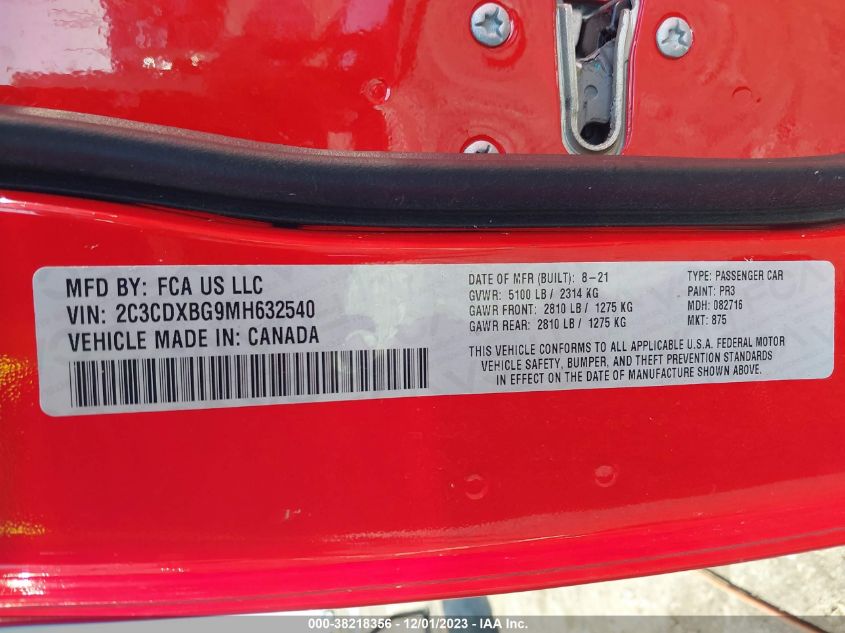 MFD BY: FCA US LLC
VIN: 2C3CDXBG9MH632540
VEHICLE MADE IN: CANADA
DATE OF MFR (BUILT): 8-21
GVWR: 5100 LB / 2314 KG
GAWR FRONT: 2810 LB / 1275 KG
GAWR REAR: 2810 LB / 1275 KG
TYPE: PASSENGER CAR
PAINT: PR3
MDH: 082716
MKT: 875
THIS VEHICLE CONFORMS TO ALL APPLICABLE U.S.A. FEDERAL MOTOR
VEHICLE SAFETY, BUMPER, AND THEFT PREVENTION STANDARDS
IN EFFECT ON THE DATE OF MANUFACTURE SHOWN ABOVE.
000-38218356 - 12/01/2023 - IAA Inc.